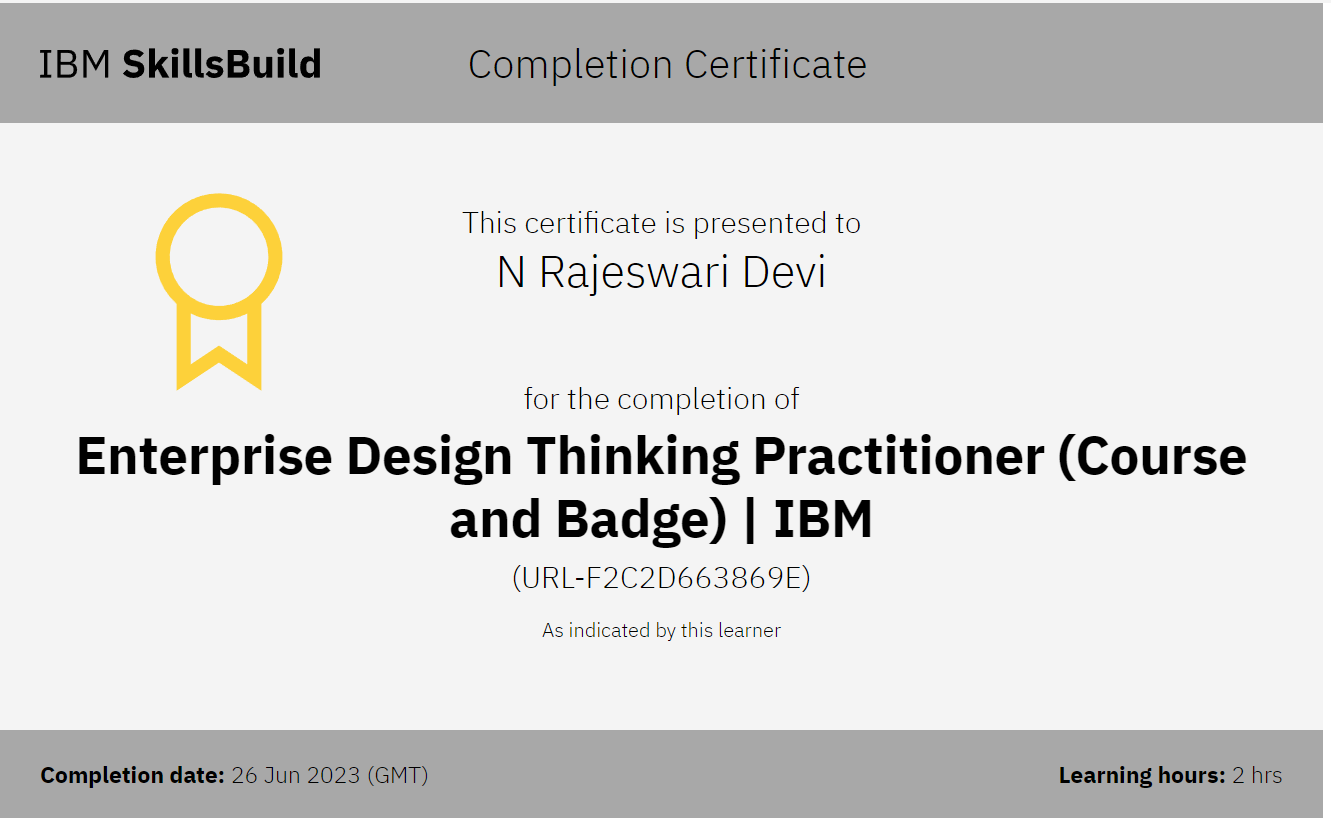 IBM SkillsBuild
Completion Certificate
This certificate is presented to
N Rajeswari Devi
for the completion of
Enterprise Design Thinking Practitioner (Course
and Badge) | IBM
(URL-F2C2D663869E)
As indicated by this learner
Completion date: 26 Jun 2023 (GMT)
Learning hours: 2 hrs